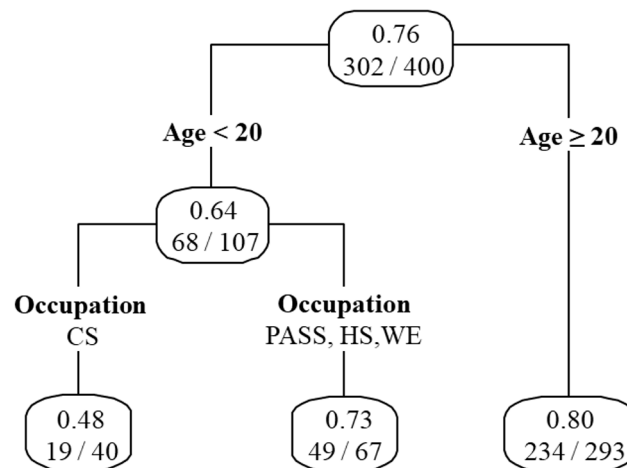 0.76
302 / 400
Age < 20
Age ≥ 20
0.64
68 / 107
Occupation
CS
Occupation
PASS, HS,WE
0.48
19 / 40
0.73
49 / 67
0.80
234 / 293